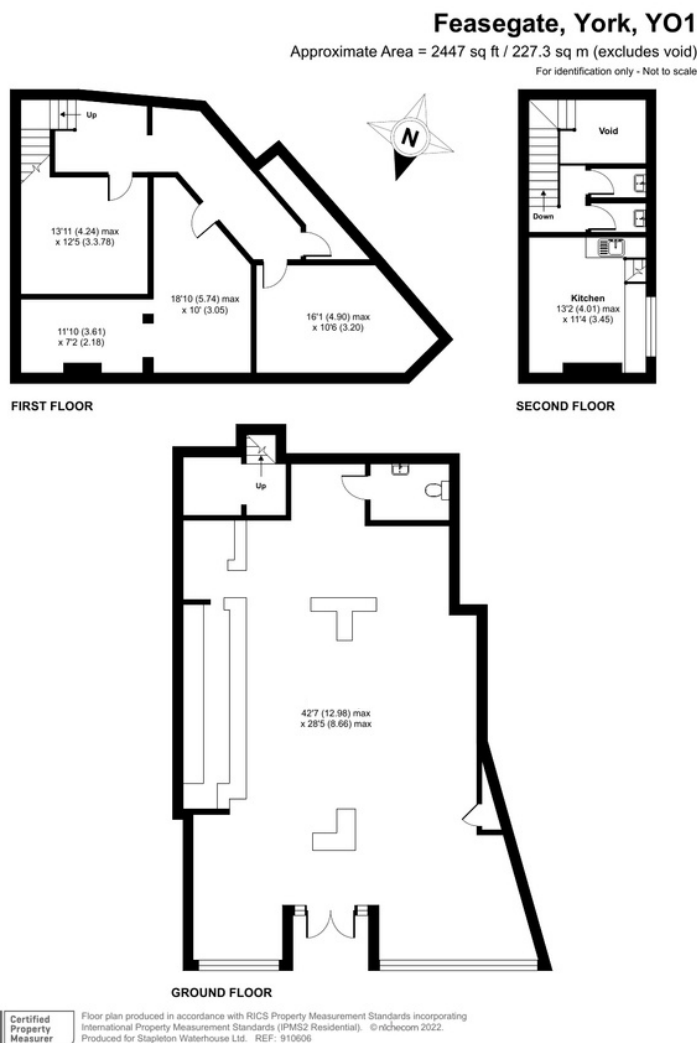 Feasegate, York, YO1
Approximate Area = 2447 sq ft / 227.3 sq m (excludes void)
For identification only - Not to scale
Up
N
13'11 (4.24) max
x 12'5 (3.3.78)
18'10 (5.74) max
x 10' (3.05)
16'1 (4.90) max
x 10'6 (3.20)
11'10 (3.61)
x 7'2 (2.18)
FIRST FLOOR
Void
Down
Kitchen
13'2 (4.01) max
x 11'4 (3.45)
SECOND FLOOR
Up
42'7 (12.98) max
x 28'5 (8.66) max
GROUND FLOOR
Certified
Property
Measurer
Floor plan produced in accordance with RICS Property Measurement Standards incorporating
International Property Measurement Standards (IPMS2 Residential). © nichecom 2022.
Produced for Stapleton Waterhouse Ltd. REF: 910606